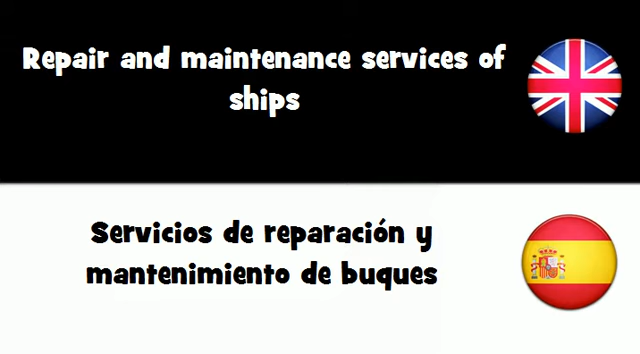 Repair and maintenance services of
ships
Servicios de reparación y
mantenimiento de buques